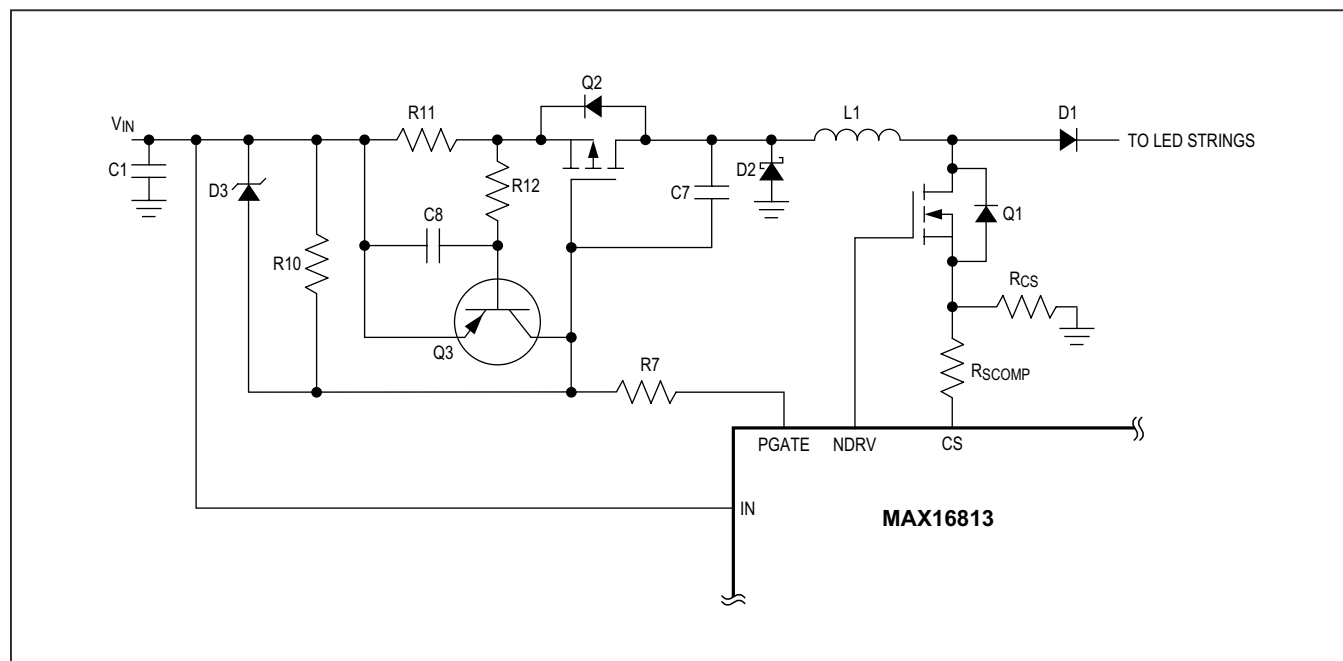 Q2
R11
L1
D1
VIN
TO LED STRINGS
C1
D3
R12
D2
C7
Q1
C8
R10
RCS
Q3
R7
RSCOMP
PGATE
NDRV
CS
IN
MAX16813